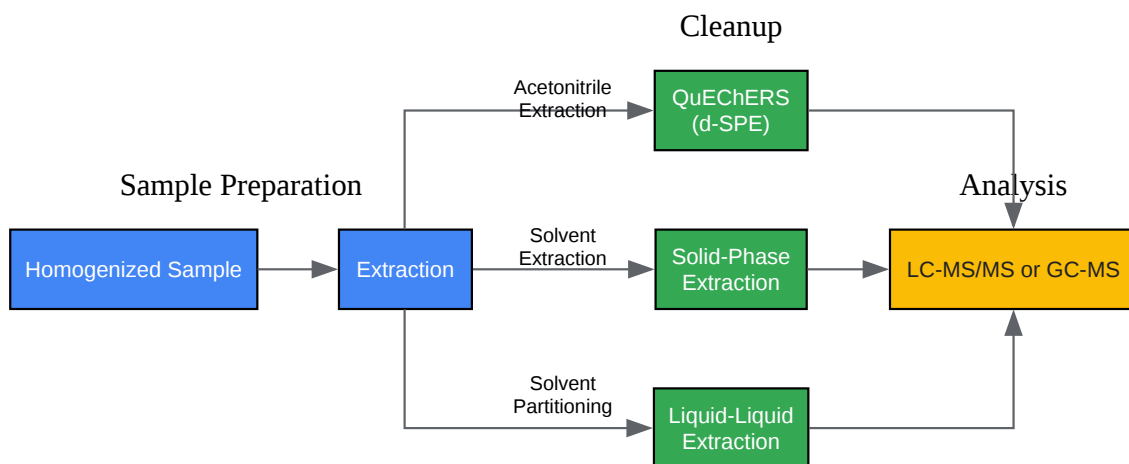 Cleanup
Acetonitrile
Extraction
QuEChERS
(d-SPE)
Sample Preparation
Analysis
Homogenized Sample
Extraction
Solvent
Extraction
Solid-Phase
Extraction
LC-MS/MS or GC-MS
Solvent
Partitioning
Liquid-Liquid
Extraction